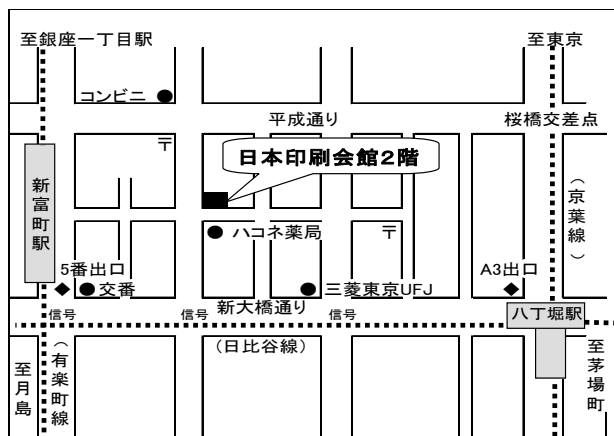 至銀座一丁目駅
至東京
コンビニ
平成通り
桜橋交差点
〒
日本印刷会館2階
新富町駅
(京葉線)
ハコネ薬局
〒
5番出口
A3出口
交番
三菱東京UFJ
新大橋通り
信号
信号
信号
八丁堀駅
(日比谷線)
至月島
(有楽町線)
至茅場町